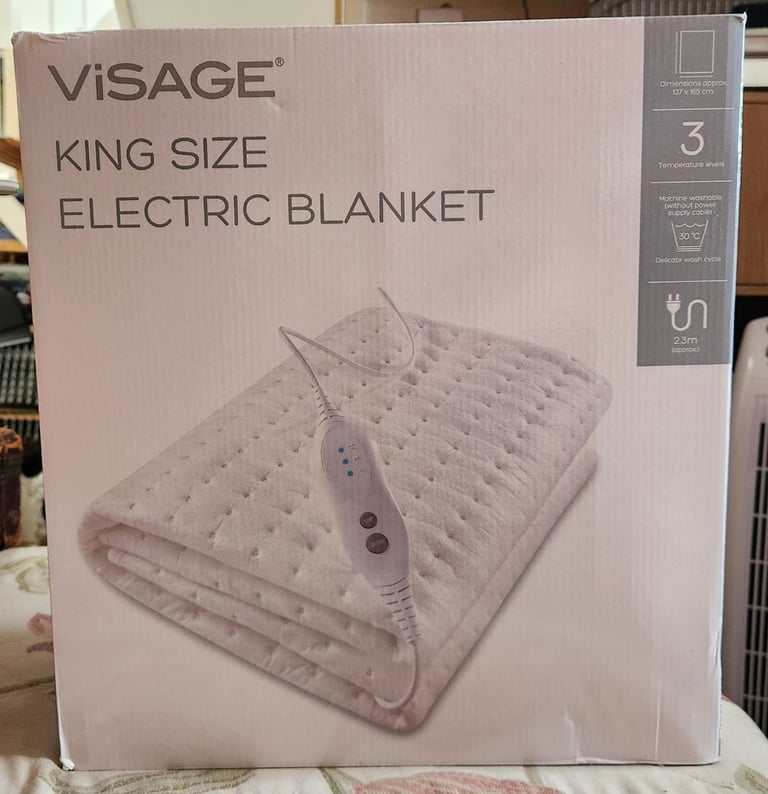 ViSAGE®
KING SIZE
ELECTRIC BLANKET
Dimensions approx.
137 x 165 cm
3
Temperature levels
Machine washable
(without power
supply cable)
30 °C
Delicate wash cycle
2.3m
(approx.)